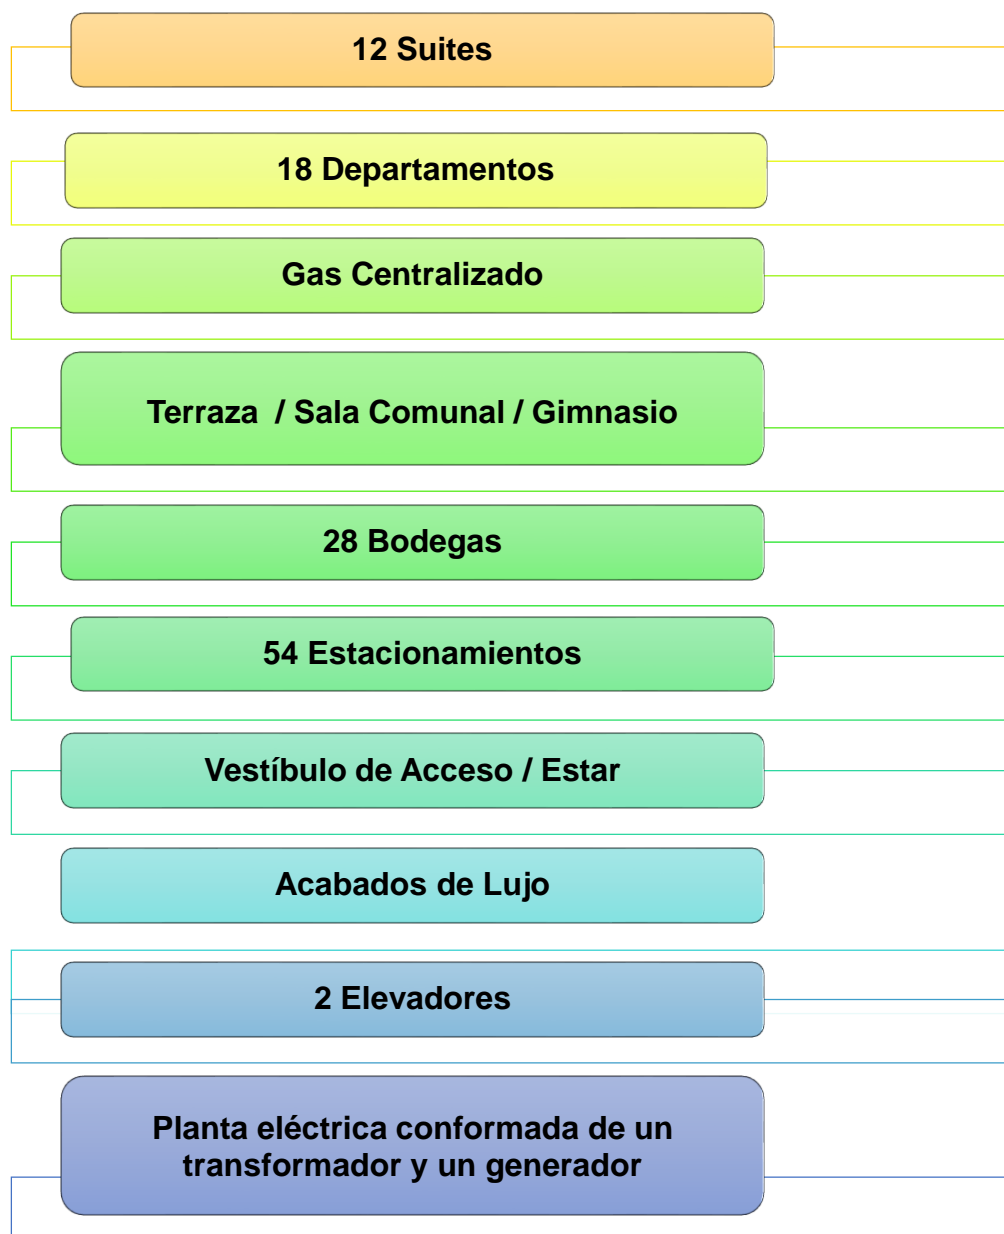 12 Suites
18 Departamentos
Gas Centralizado
Terraza / Sala Comunal / Gimnasio
28 Bodegas
54 Estacionamientos
Vestíbulo de Acceso / Estar
Acabados de Lujo
2 Elevadores
Planta eléctrica conformada de un
transformador y un generador